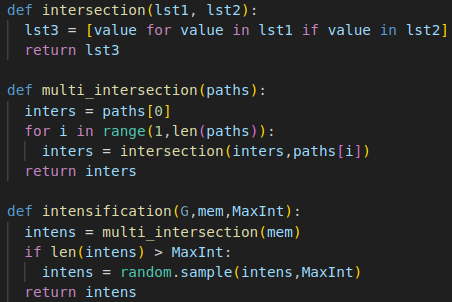 def intersection(lst1, lst2):
  lst3 = [value for value in lst1 if value in lst2]
  return lst3

def multi_intersection(paths):
  inters = paths[0]
  for i in range(1,len(paths)):
    inters = intersection(inters,paths[i])
  return inters

def intensification(G,mem,MaxInt):
  intens = multi_intersection(mem)
  if len(intens) > MaxInt:
    intens = random.sample(intens,MaxInt)
  return intens